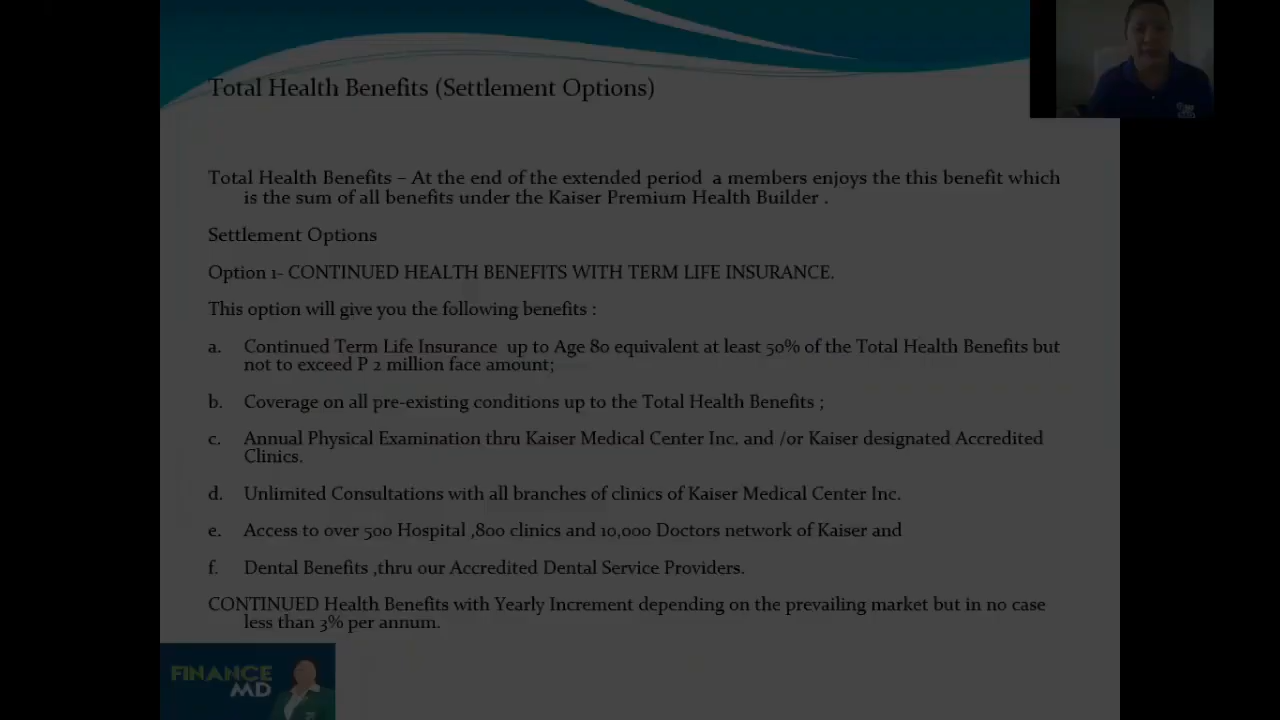 Total Health Benefits (Settlement Options)
Total Health Benefits – At the end of the extended period a members enjoys the this benefit which
is the sum of all benefits under the Kaiser Premium Health Builder .
Settlement Options
Option 1- CONTINUED HEALTH BENEFITS WITH TERM LIFE INSURANCE.
This option will give you the following benefits :
a. Continued Term Life Insurance up to Age 80 equivalent at least 50% of the Total Health Benefits but
not to exceed P 2 million face amount;
b. Coverage on all pre-existing conditions up to the Total Health Benefits ;
c. Annual Physical Examination thru Kaiser Medical Center Inc. and /or Kaiser designated Accredited
Clinics.
d. Unlimited Consultations with all branches of clinics of Kaiser Medical Center Inc.
e. Access to over 500 Hospital ,800 clinics and 10,000 Doctors network of Kaiser and
f. Dental Benefits ,thru our Accredited Dental Service Providers.
CONTINUED Health Benefits with Yearly Increment depending on the prevailing market but in no case
less than 3% per annum.
FINANCE
MD